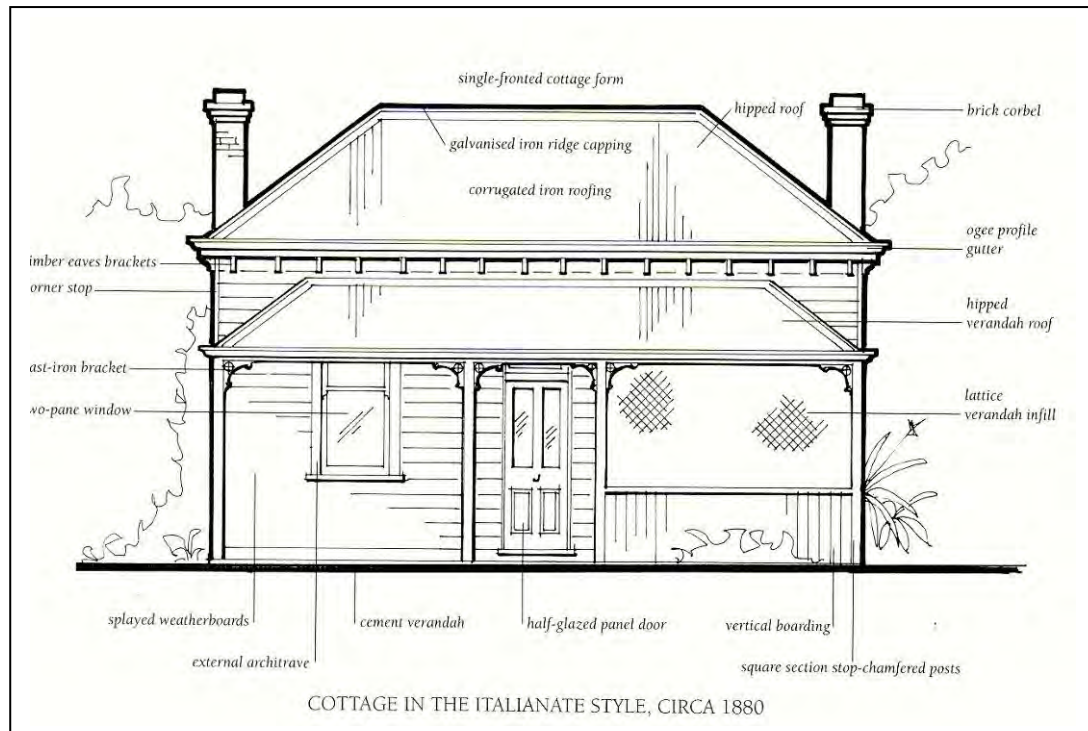 single-fronted cottage form
hipped roof
brick corbel
galvanised iron ridge capping
corrugated iron roofing
ogee profile
gutter
imber eaves brackets
orner stop
hipped
verandah roof
ast-iron bracket
wo-pane window
lattice
verandah infill
splayed weatherboards
cement verandah
half-glazed panel door
vertical boarding
external architrave
square section stop-chamfered posts
COTTAGE IN THE ITALIANATE STYLE, CIRCA 1880